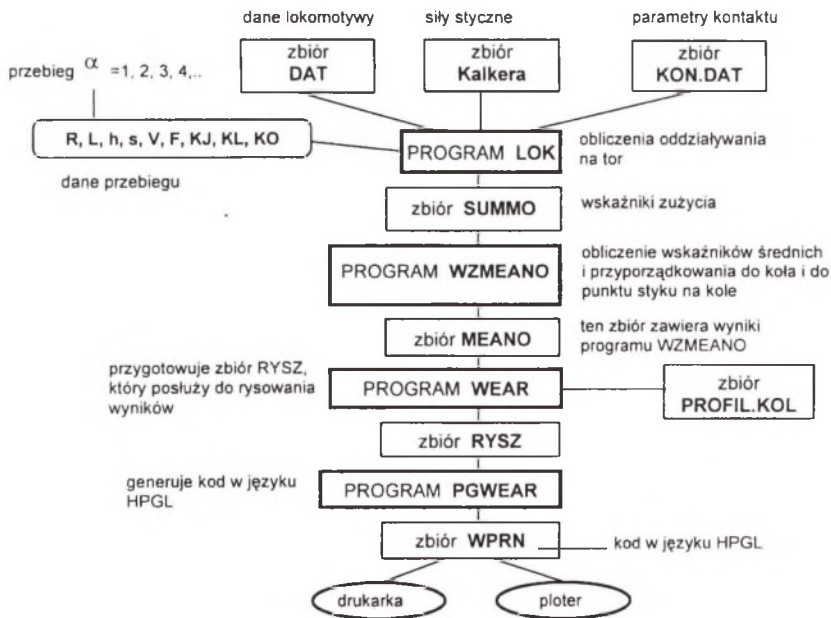 dane lokomotywy
siły styczne
parametry kontaktu
zbiór
DAT
zbiór
Kalkera
zbiór
KON.DAT
przebieg α =1, 2, 3, 4,..
R, L, h, s, V, F, KJ, KL, KO
dane przebiegu
PROGRAM LOK
obliczenia oddziaływania
na tor
zbiór SUMMO
wskaźniki zużycia
PROGRAM WZMEANO
obliczenie wskaźników średnich
i przyporządkowania do koła i do
punktu styku na kole
zbiór MEANO
ten zbiór zawiera wyniki
programu WZMEANO
przygotowuje zbiór RYSZ,
który posłuży do rysowania
wyników
PROGRAM WEAR
zbiór
PROFIL.KOL
zbiór RYSZ
generuje kod w języku
HPGL
PROGRAM PGWEAR
zbiór WPRN
kod w języku HPGL
drukarka
ploter